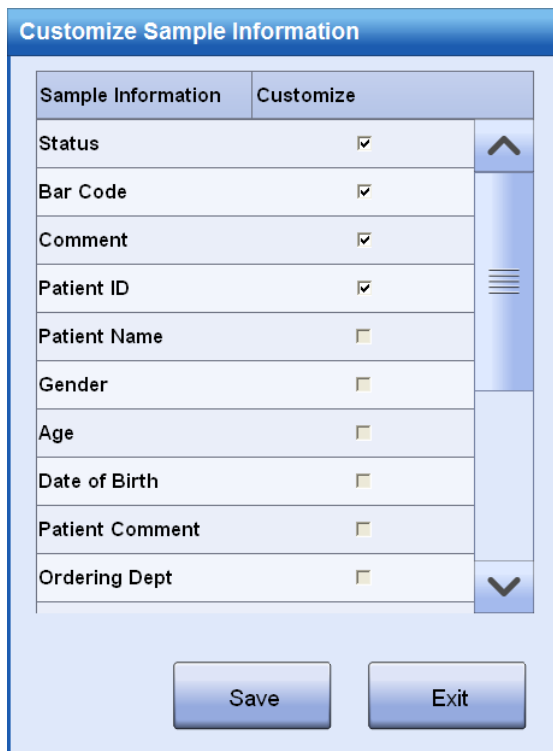 Customize Sample Information
Sample Information Customize
Status
Bar Code
Comment
Patient ID
Patient Name
Gender
Age
Date of Birth
Patient Comment
Ordering Dept
Save Exit